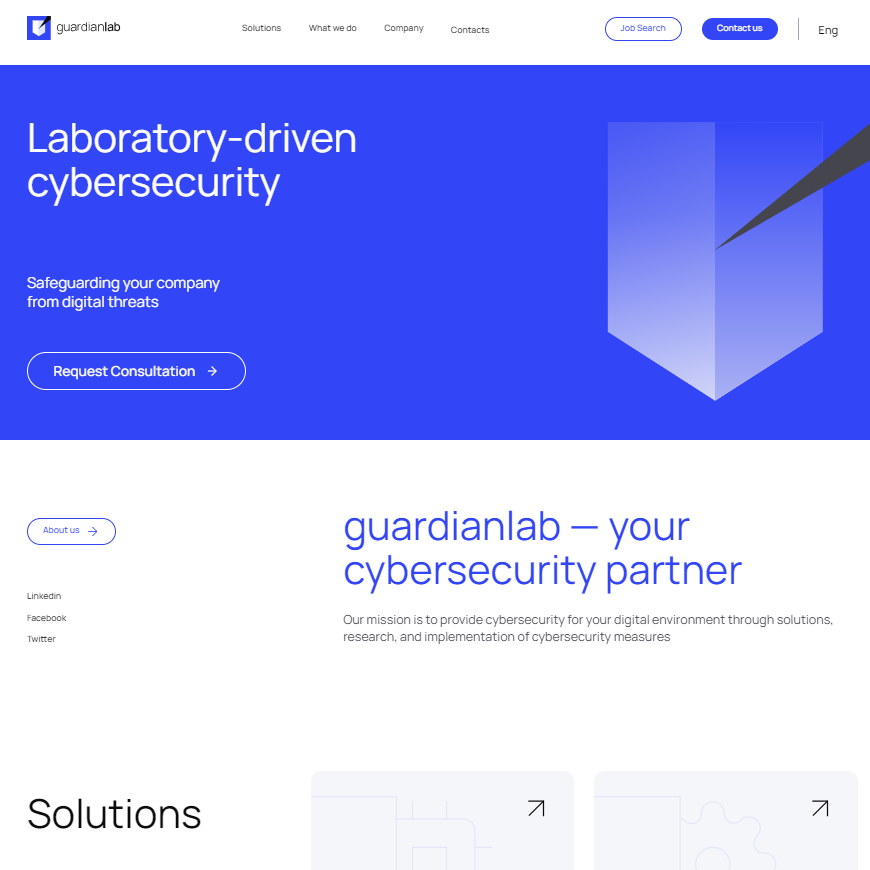 guardianlab
Solutions
What we do
Company
Contacts
Job Search
Contact us
Eng
Laboratory-driven
cybersecurity
Safeguarding your company
from digital threats
Request Consultation
About us
Linkedin
Facebook
Twitter
guardianlab — your
cybersecurity partner
Our mission is to provide cybersecurity for your digital environment through solutions,
research, and implementation of cybersecurity measures
Solutions